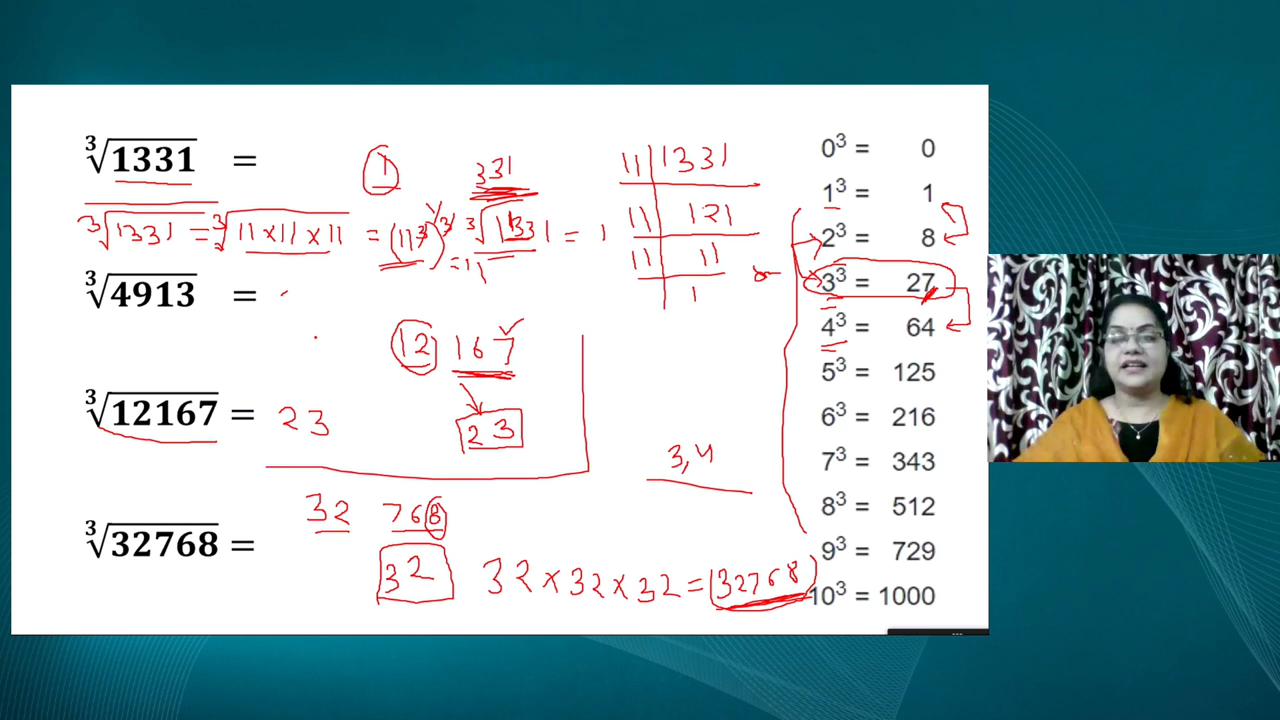 ∛1331 =
① 331
∛1331 = ∛11×11×11 = (11³)^1/3 = 11
∛1331 = 1
11 | 1331
11 | 121
11 | 11
1
∛4913 =
12 167
23
∛12167 = 23
3,4
32 768
∛32768 =
32 32×32×32 = (32768)
0³ = 0
1³ = 1
2³ = 8
3³ = 27
4³ = 64
5³ = 125
6³ = 216
7³ = 343
8³ = 512
9³ = 729
10³ = 1000